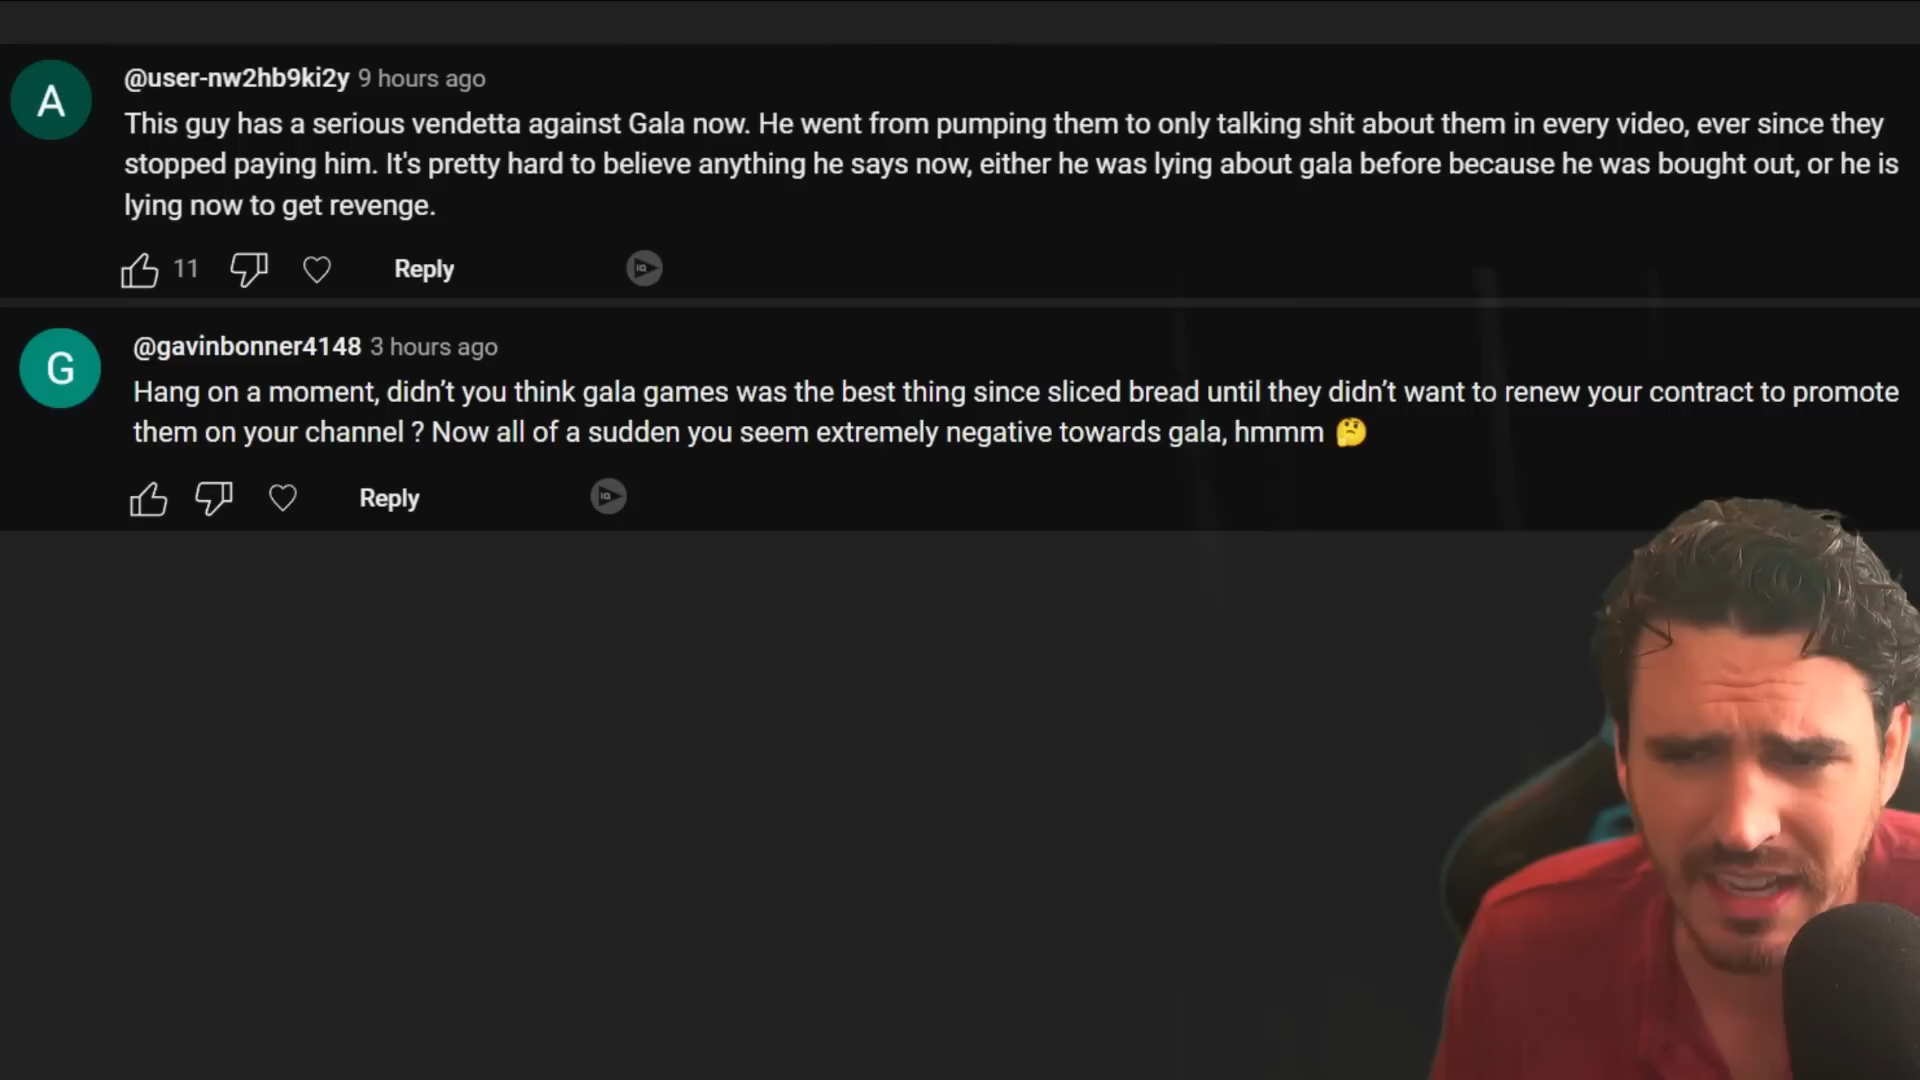 A
@user-nw2hb9ki2y 9 hours ago
This guy has a serious vendetta against Gala now. He went from pumping them to only talking shit about them in every video, ever since they
stopped paying him. It's pretty hard to believe anything he says now, either he was lying about gala before because he was bought out, or he is
lying now to get revenge.
11 Reply IQ
G
@gavinbonner4148 3 hours ago
Hang on a moment, didn’t you think gala games was the best thing since sliced bread until they didn’t want to renew your contract to promote
them on your channel ? Now all of a sudden you seem extremely negative towards gala, hmmm 🤔
Reply IQ